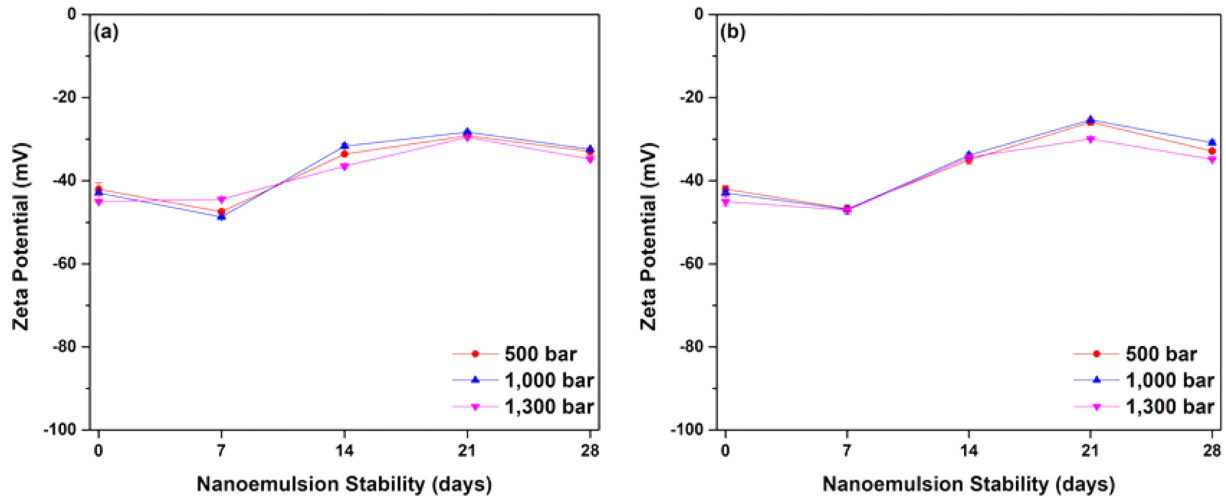 (a)
Zeta Potential (mV)
0
-20
-40
-60
-80
-100
0 7 14 21 28
Nanoemulsion Stability (days)
500 bar
1,000 bar
1,300 bar
(b)
Zeta Potential (mV)
0
-20
-40
-60
-80
-100
0 7 14 21 28
Nanoemulsion Stability (days)
500 bar
1,000 bar
1,300 bar